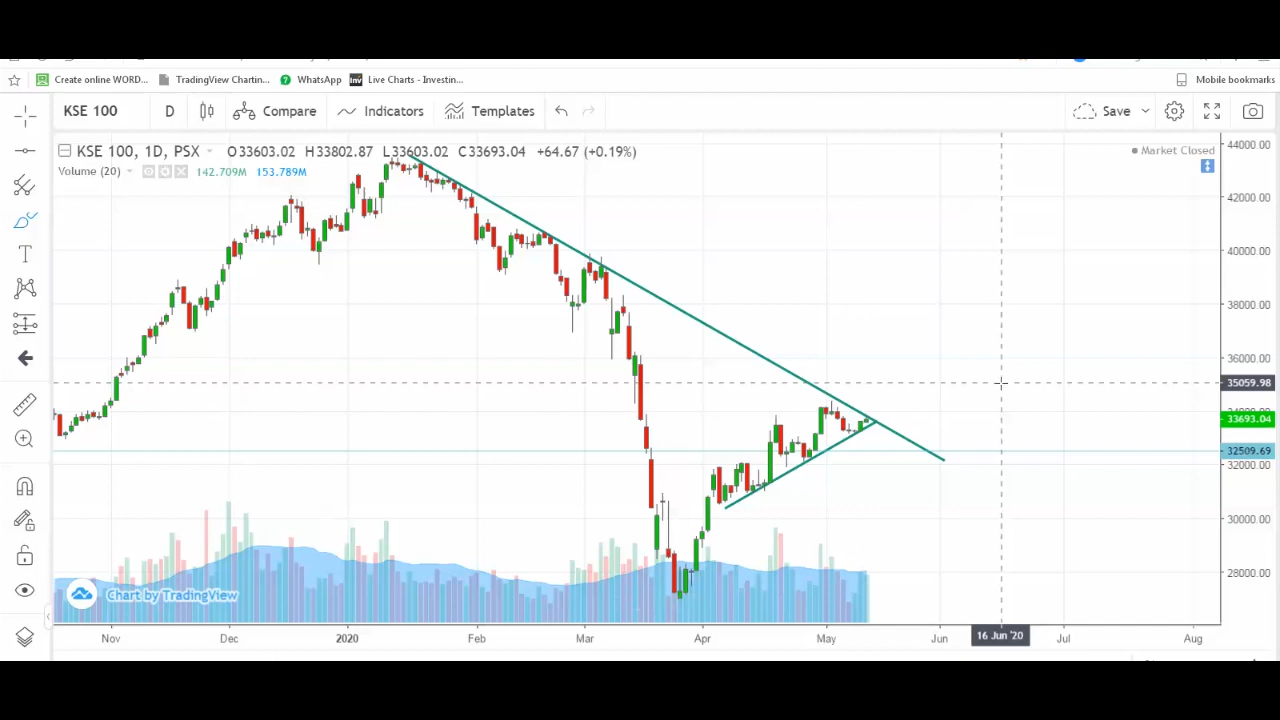 Create online WORD... TradingView Chartin... WhatsApp Inv Live Charts - Investin... Mobile bookmarks
KSE 100 D Compare Indicators Templates Save
KSE 100, 1D, PSX O33603.02 H33802.87 L33603.02 C33693.04 +64.67 (+0.19%) Market Closed
Volume (20) 142.709M 153.789M
44000.00
42000.00
40000.00
38000.00
36000.00
35059.98
33693.04
32509.69
32000.00
30000.00
28000.00
Chart by TradingView
Nov Dec 2020 Feb Mar Apr May Jun 16 Jun '20 Jul Aug